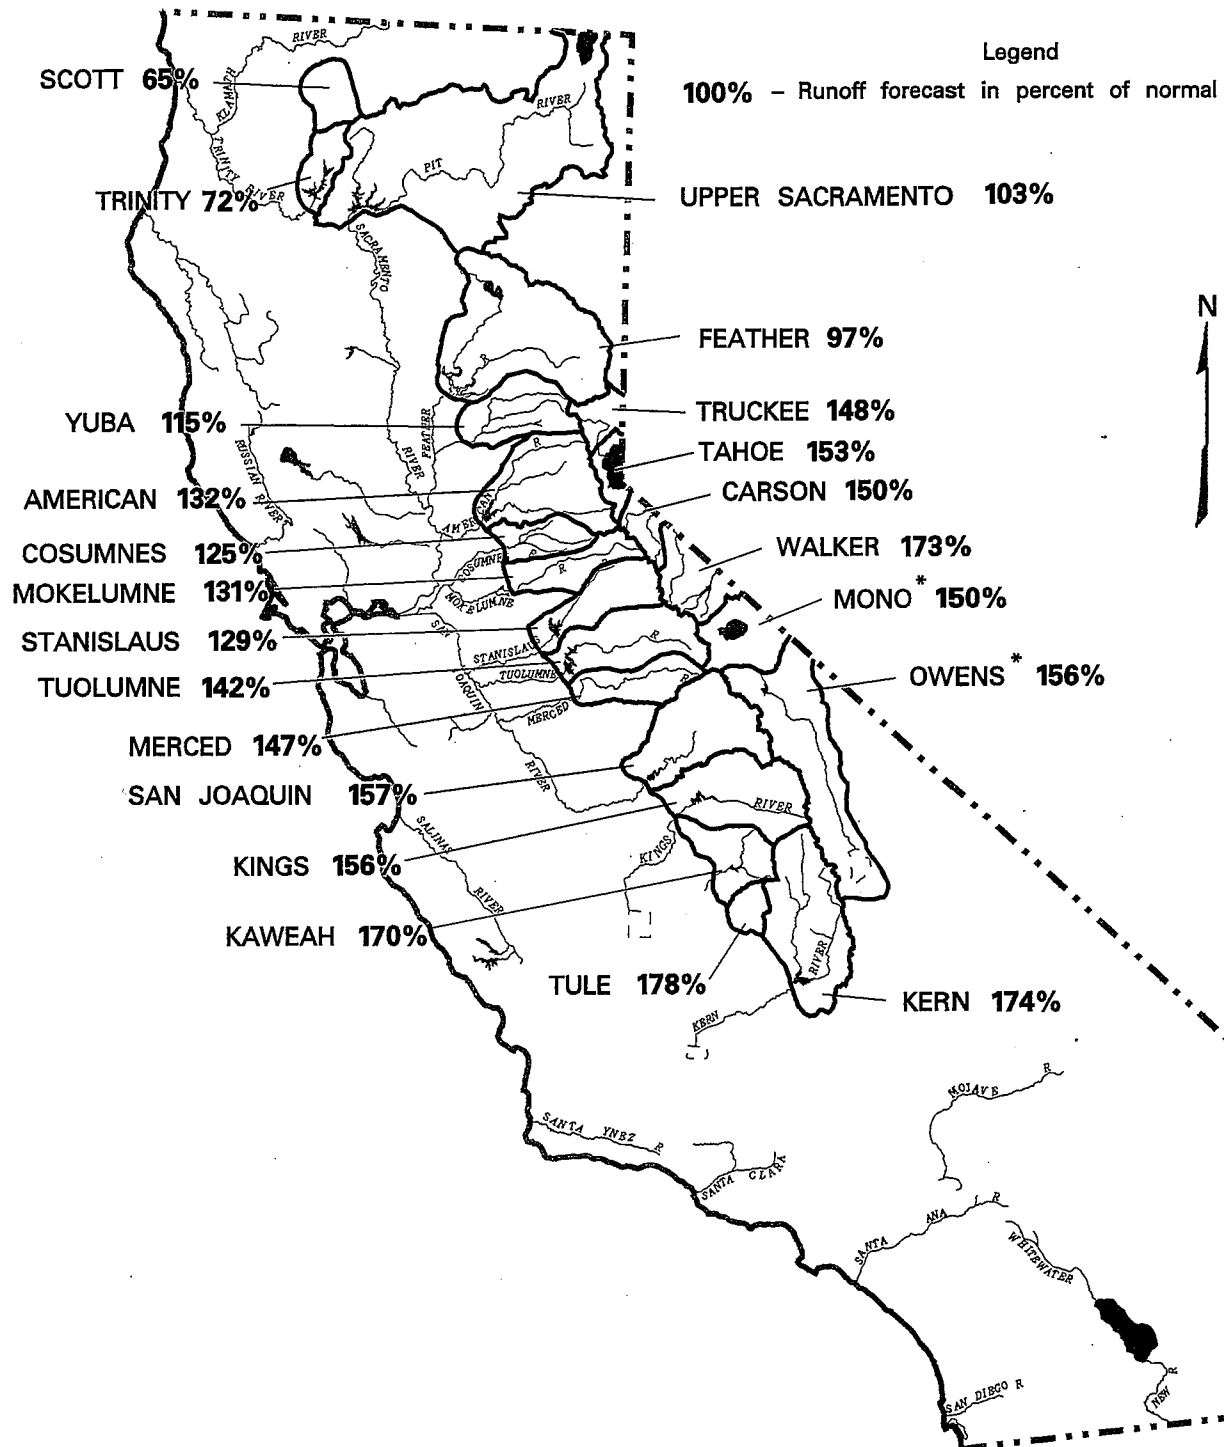 Legend
100% – Runoff forecast in percent of normal
N
SCOTT 65%
TRINITY 72%
UPPER SACRAMENTO 103%
FEATHER 97%
YUBA 115%
TRUCKEE 148%
TAHOE 153%
CARSON 150%
AMERICAN 132%
COSUMNES 125%
WALKER 173%
MOKELUMNE 131%
MONO* 150%
STANISLAUS 129%
TUOLUMNE 142%
OWENS* 156%
MERCED 147%
SAN JOAQUIN 157%
KINGS 156%
KAWEAH 170%
TULE 178%
KERN 174%
KLAMATH RIVER
TRINITY RIVER
PIT RIVER
SACRAMENTO
RIVER
FEATHER
RUSSIAN RIVER
AMERICAN
R
COSUMNE
R
MOKELUMNE
R
SAN
OAQUIN
RIVER
STANISLAUS
TUOLUMNE
R
MERCED
R
SALINAS
RIVER
KINGS
RIVER
KERN
RIVER
MOJAVE R
SANTA YNEZ R
SANTA CLARA
SANTA ANA R
WHITEWATER
NEW R
SAN DIEGO R